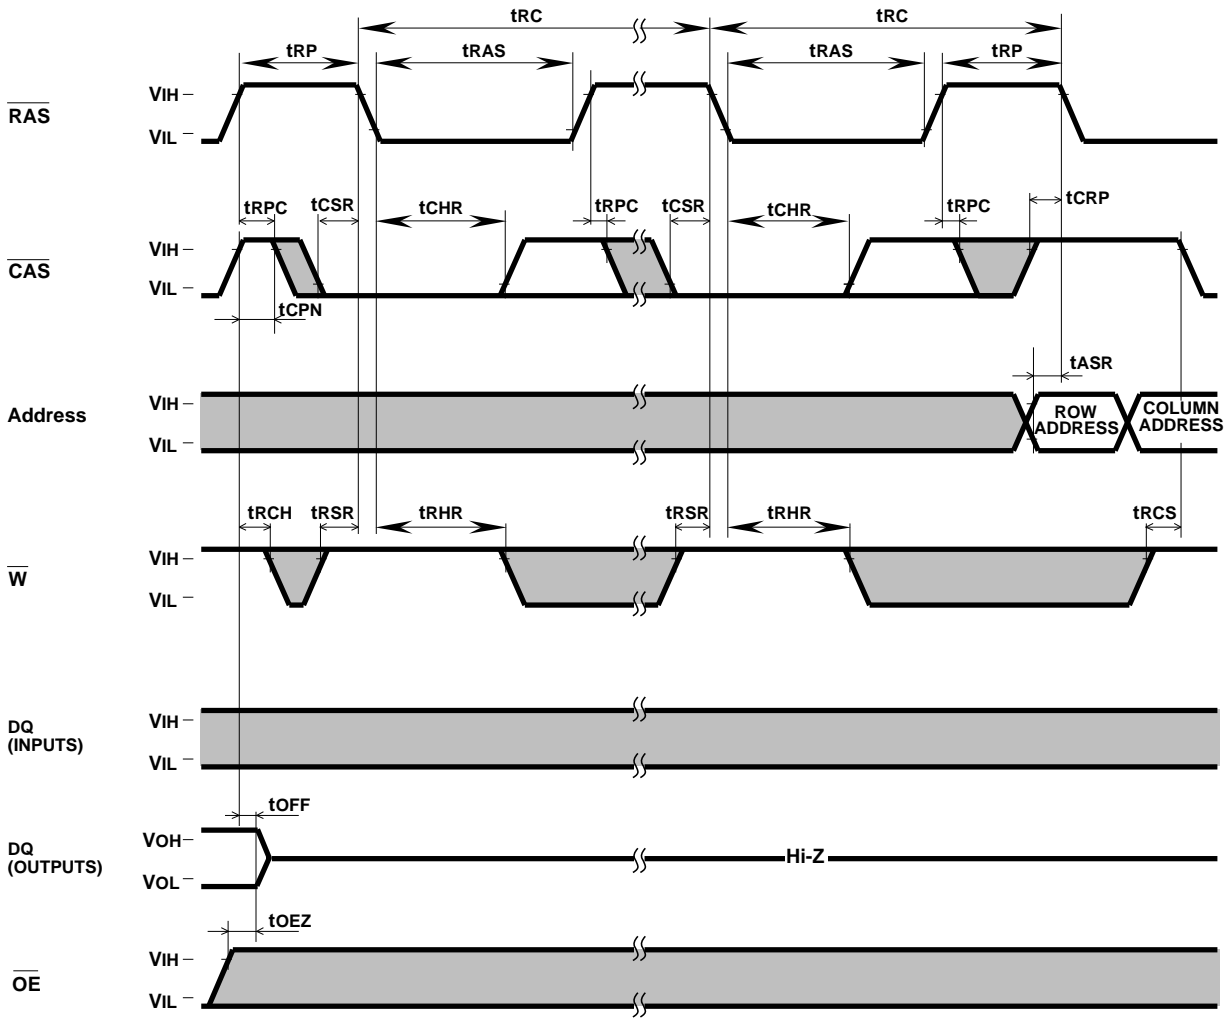 tRC tRC
tRP tRAS tRAS tRP
RAS VIH
VIL
tRPC tCSR tCHR tRPC tCSR tCHR tRPC tCRP
CAS VIH
VIL
tCPN
tASR
Address VIH
VIL
ROW ADDRESS
COLUMN ADDRESS
tRCH tRSR tRHR tRSR tRHR tRCS
W VIH
VIL
DQ (INPUTS) VIH
VIL
tOFF
DQ (OUTPUTS) VOH
VOL
Hi-Z
tOEZ
OE VIH
VIL